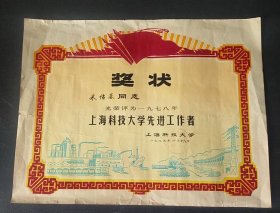 奖状
同志
光荣评为一九七八年
上海科技大学先进工作者
上海科技大学